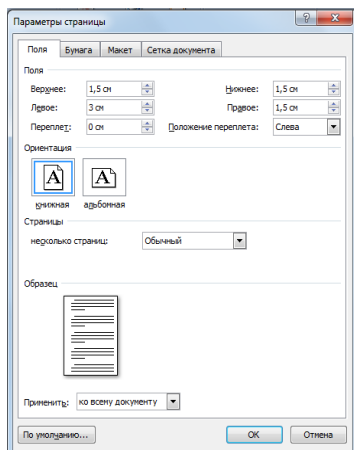 Параметры страницы
Поля Бумага Макет Сетка документа
Поля
Верхнее: 1,5 см Нижнее: 1,5 см
Левое: 3 см Правое: 1,5 см
Переплет: 0 см Положение переплета: Слева
Ориентация
A A
книжная альбомная
Страницы
несколько страниц: Обычный
Образец
Применить: ко всему документу
По умолчанию... ОК Отмена